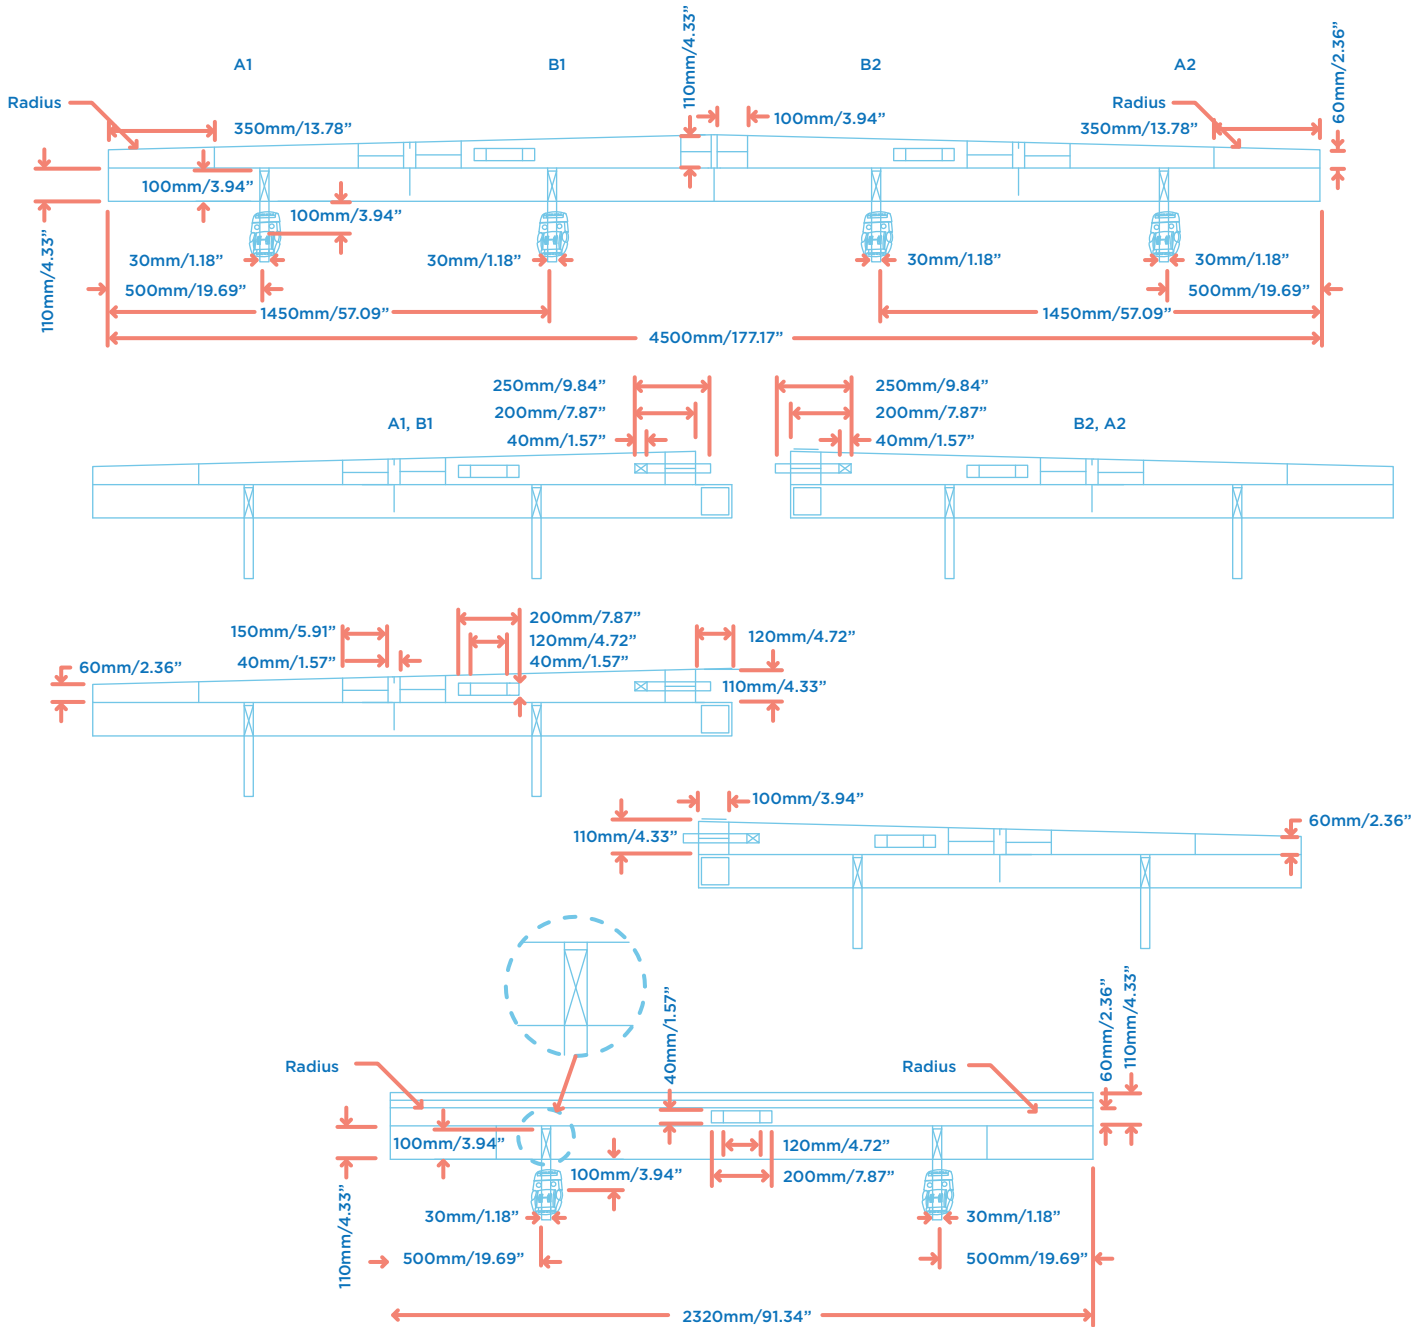 A1
B1
B2
A2
110mm/4.33”
60mm/2.36”
Radius
350mm/13.78”
100mm/3.94”
Radius
350mm/13.78”
100mm/3.94”
100mm/3.94”
110mm/4.33”
30mm/1.18”
30mm/1.18”
30mm/1.18”
30mm/1.18”
500mm/19.69”
500mm/19.69”
1450mm/57.09”
1450mm/57.09”
4500mm/177.17”
250mm/9.84”
250mm/9.84”
200mm/7.87”
200mm/7.87”
A1, B1
B2, A2
40mm/1.57”
40mm/1.57”
200mm/7.87”
150mm/5.91”
120mm/4.72”
120mm/4.72”
60mm/2.36”
40mm/1.57”
40mm/1.57”
110mm/4.33”
100mm/3.94”
110mm/4.33”
60mm/2.36”
40mm/1.57”
60mm/2.36”
110mm/4.33”
Radius
Radius
100mm/3.94”
120mm/4.72”
100mm/3.94”
200mm/7.87”
110mm/4.33”
30mm/1.18”
30mm/1.18”
500mm/19.69”
500mm/19.69”
2320mm/91.34”